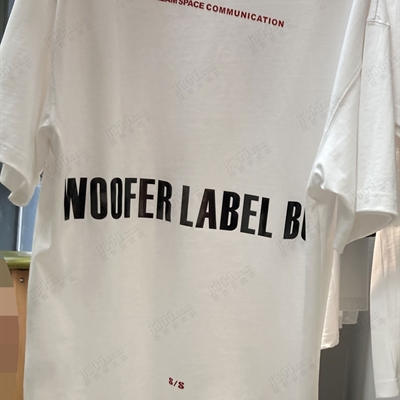 SPACE COMMUNICATION
WOOFER LABEL
S/S